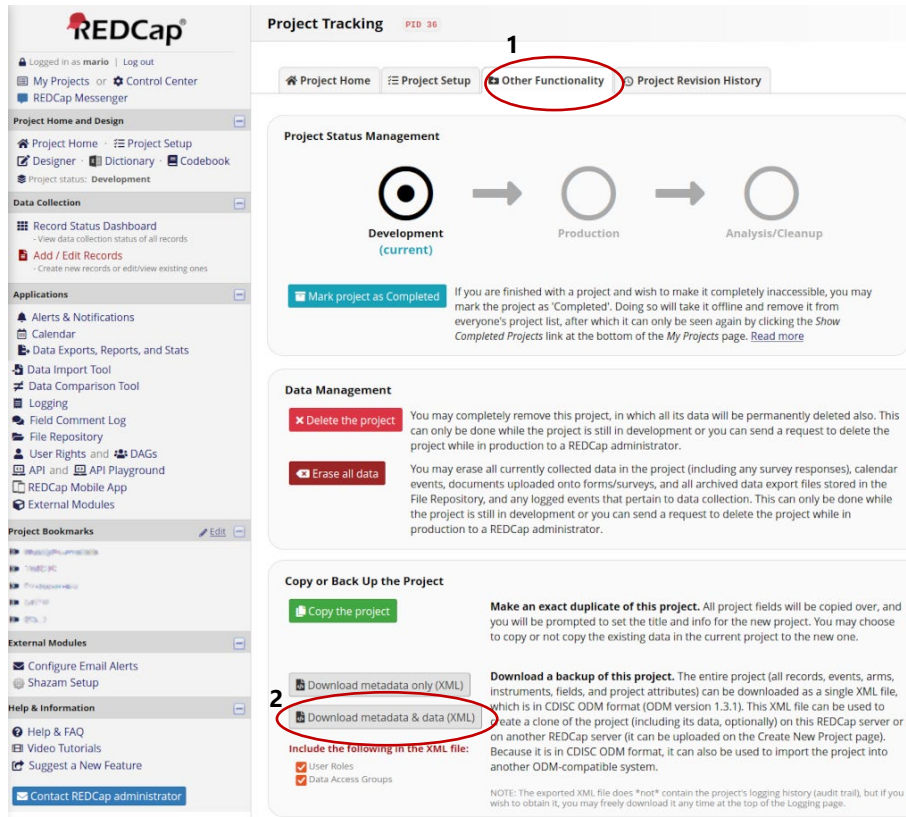 REDCap®
Logged in as mario | Log out
My Projects or Control Center
REDCap Messenger
Project Home and Design
Project Home · Project Setup
Designer · Dictionary · Codebook
Project status: Development
Data Collection
Record Status Dashboard
- View data collection status of all records
Add / Edit Records
- Create new records or edit/view existing ones
Applications
Alerts & Notifications
Calendar
Data Exports, Reports, and Stats
Data Import Tool
Data Comparison Tool
Logging
Field Comment Log
File Repository
User Rights and DAGs
API and API Playground
REDCap Mobile App
External Modules
Project Bookmarks Edit
External Modules
Configure Email Alerts
Shazam Setup
Help & Information
Help & FAQ
Video Tutorials
Suggest a New Feature
Contact REDCap administrator
Project Tracking PID 36
1
Project Home Project Setup Other Functionality Project Revision History
Project Status Management
Development Production Analysis/Cleanup
(current)
Mark project as Completed
If you are finished with a project and wish to make it completely inaccessible, you may
mark the project as 'Completed'. Doing so will take it offline and remove it from
everyone's project list, after which it can only be seen again by clicking the Show
Completed Projects link at the bottom of the My Projects page. Read more
Data Management
Delete the project
You may completely remove this project, in which all its data will be permanently deleted also. This
can only be done while the project is still in development or you can send a request to delete the
project while in production to a REDCap administrator.
Erase all data
You may erase all currently collected data in the project (including any survey responses), calendar
events, documents uploaded onto forms/surveys, and all archived data export files stored in the
File Repository, and any logged events that pertain to data collection. This can only be done while
the project is still in development or you can send a request to delete the project while in
production to a REDCap administrator.
Copy or Back Up the Project
Copy the project
Make an exact duplicate of this project. All project fields will be copied over, and
you will be prompted to set the title and info for the new project. You may choose
to copy or not copy the existing data in the current project to the new one.
Download metadata only (XML)
2
Download metadata & data (XML)
Include the following in the XML file:
User Roles
Data Access Groups
Download a backup of this project. The entire project (all records, events, arms,
instruments, fields, and project attributes) can be downloaded as a single XML file,
which is in CDISC ODM format (ODM version 1.3.1). This XML file can be used to
create a clone of the project (including its data, optionally) on this REDCap server or
on another REDCap server (it can be uploaded on the Create New Project page).
Because it is in CDISC ODM format, it can also be used to import the project into
another ODM-compatible system.
NOTE: The exported XML file does *not* contain the project's logging history (audit trail), but if you
wish to obtain it, you may freely download it any time at the top of the Logging page.